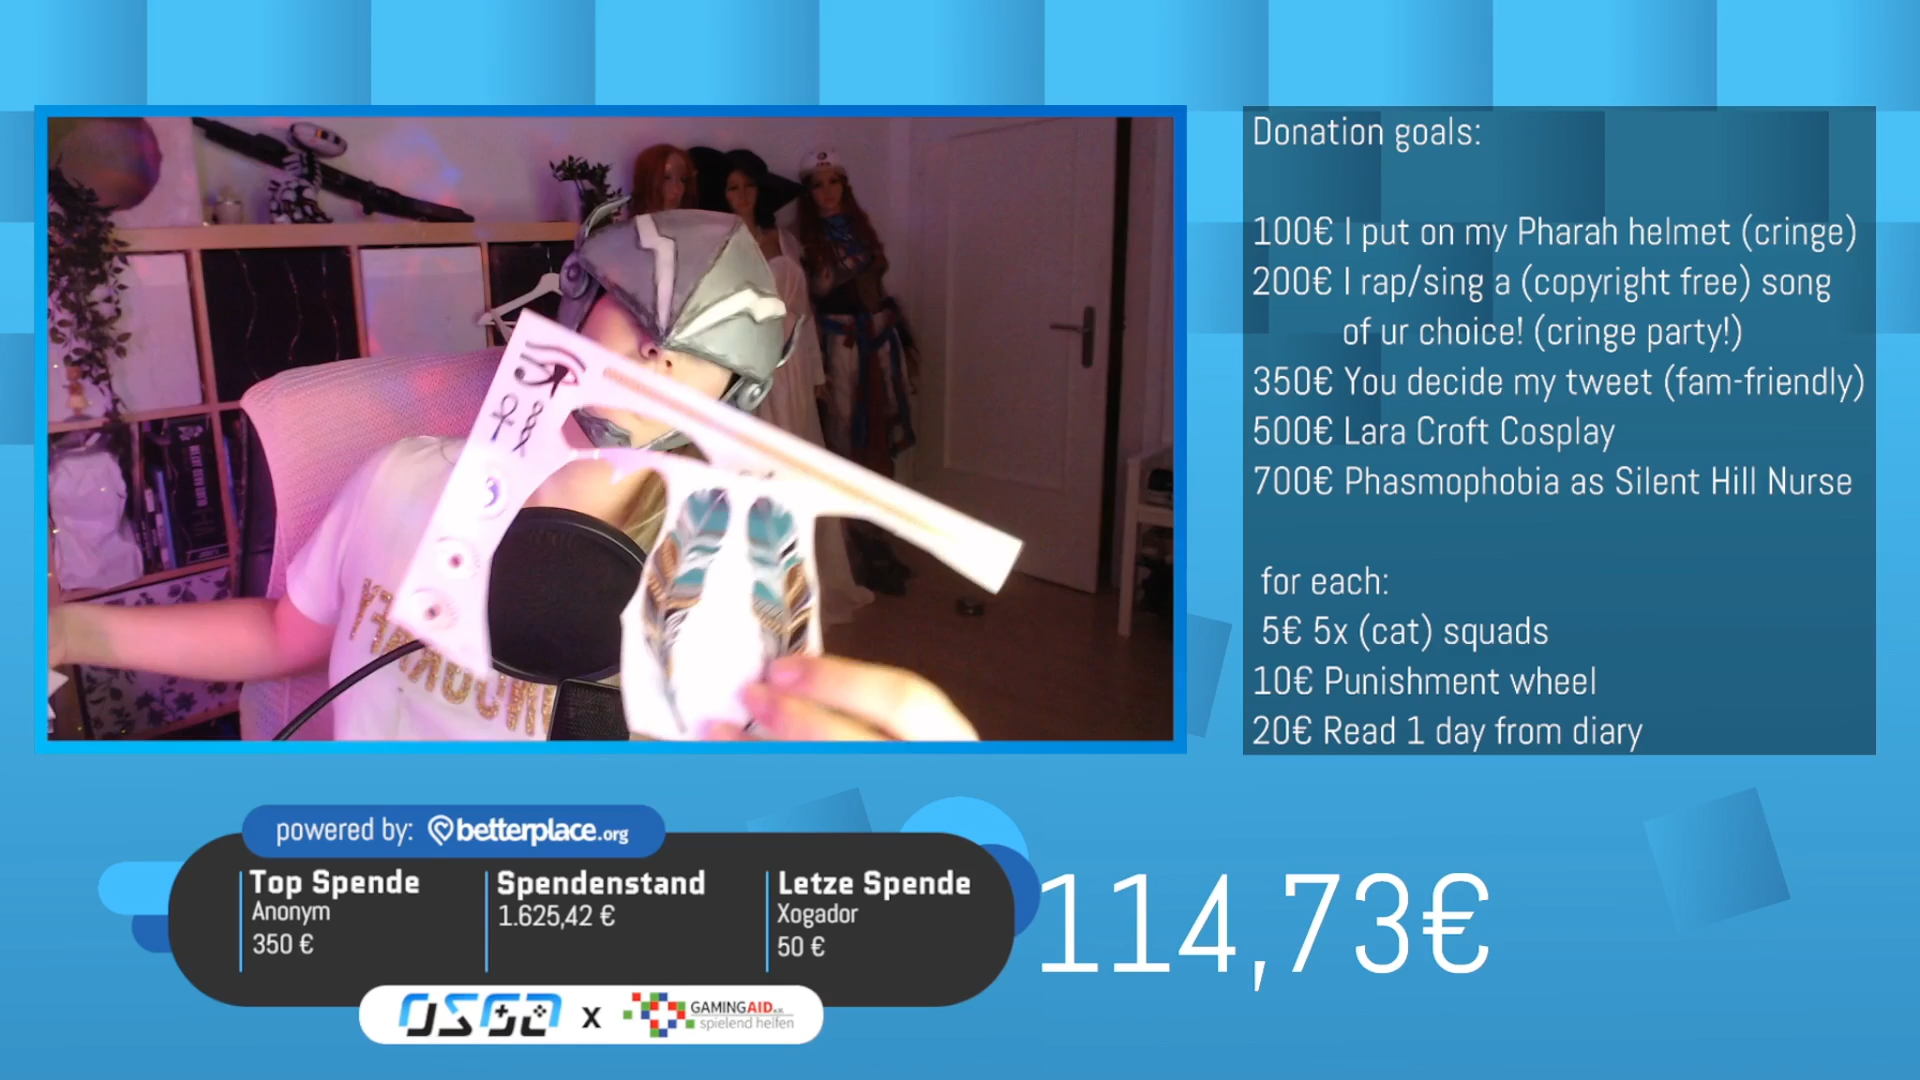 Donation goals:
100€ I put on my Pharah helmet (cringe)
200€ I rap/sing a (copyright free) song
of ur choice! (cringe party!)
350€ You decide my tweet (fam-friendly)
500€ Lara Croft Cosplay
700€ Phasmophobia as Silent Hill Nurse
for each:
5€ 5x (cat) squads
10€ Punishment wheel
20€ Read 1 day from diary
powered by: betterplace.org
Top Spende
Anonym
350 €
Spendenstand
1.625,42 €
Letze Spende
Xogador
50 €
114,73€
x
GAMINGAID e.V.
spielend helfen